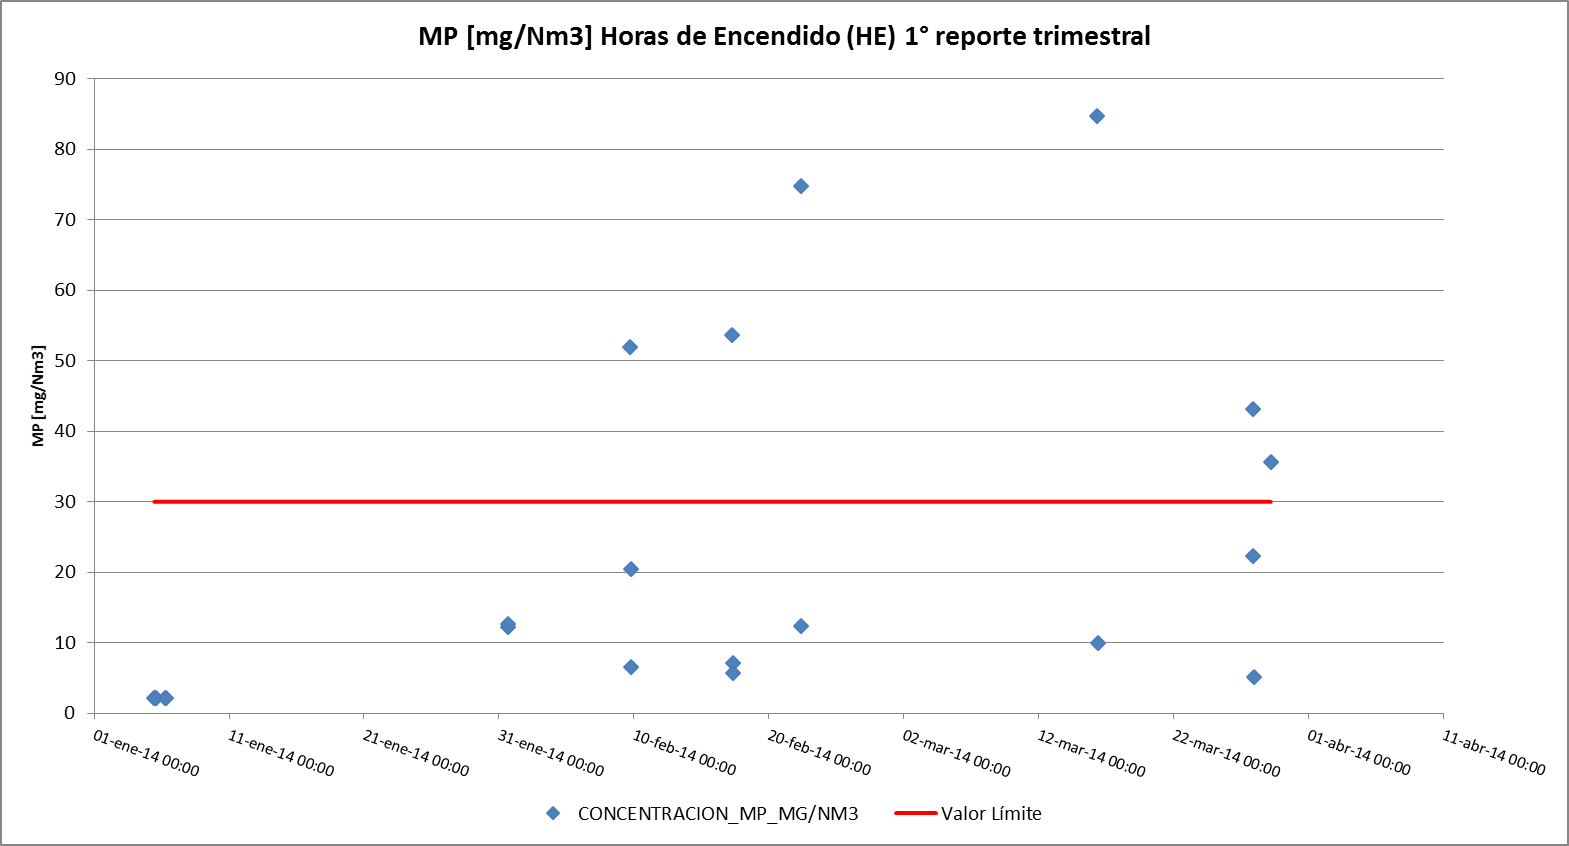 MP [mg/Nm3] Horas de Encendido (HE) 1° reporte trimestral
90
80
70
60
50
40
30
20
10
0
MP [mg/Nm3]
01-ene-14 00:00
11-ene-14 00:00
21-ene-14 00:00
31-ene-14 00:00
10-feb-14 00:00
20-feb-14 00:00
02-mar-14 00:00
12-mar-14 00:00
22-mar-14 00:00
01-abr-14 00:00
11-abr-14 00:00
CONCENTRACION_MP_MG/NM3
Valor Límite